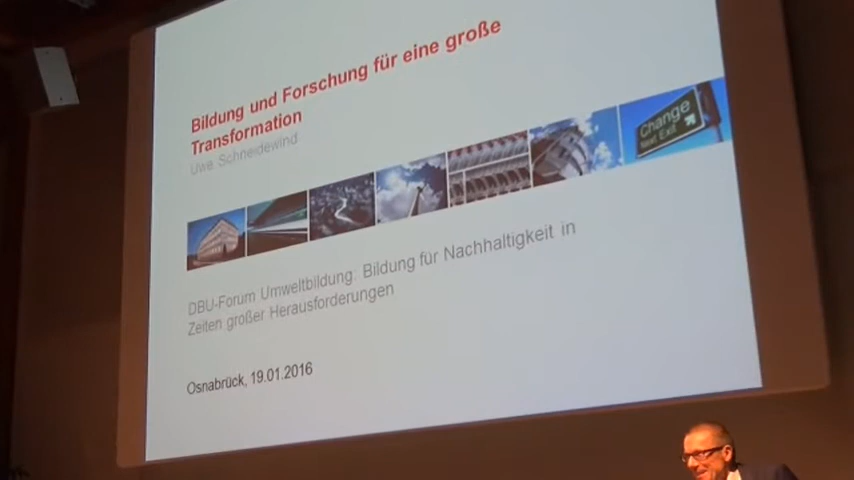 Bildung und Forschung für eine große
Transformation
Uwe Schneidewind
Change
Next Exit
DBU-Forum Umweltbildung: Bildung für Nachhaltigkeit in
Zeiten großer Herausforderungen
Osnabrück, 19.01.2016